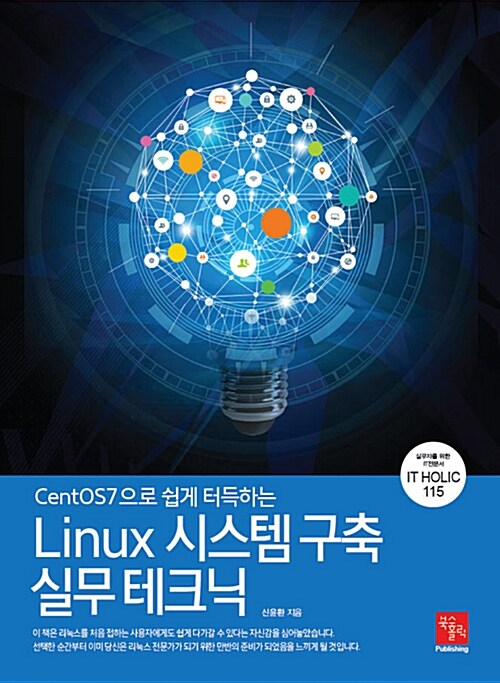 실무자를 위한
IT전문서
IT HOLIC
115
CentOS7으로 쉽게 터득하는
Linux 시스템 구축
실무 테크닉
신윤환 지음
이 책은 리눅스를 처음 접하는 사용자에게도 쉽게 다가갈 수 있다는 자신감을 심어놓았습니다.
선택한 순간부터 이미 당신은 리눅스 전문가가 되기 위한 만반의 준비가 되었음을 느끼게 될 것입니다.
북스홀릭
Publishing